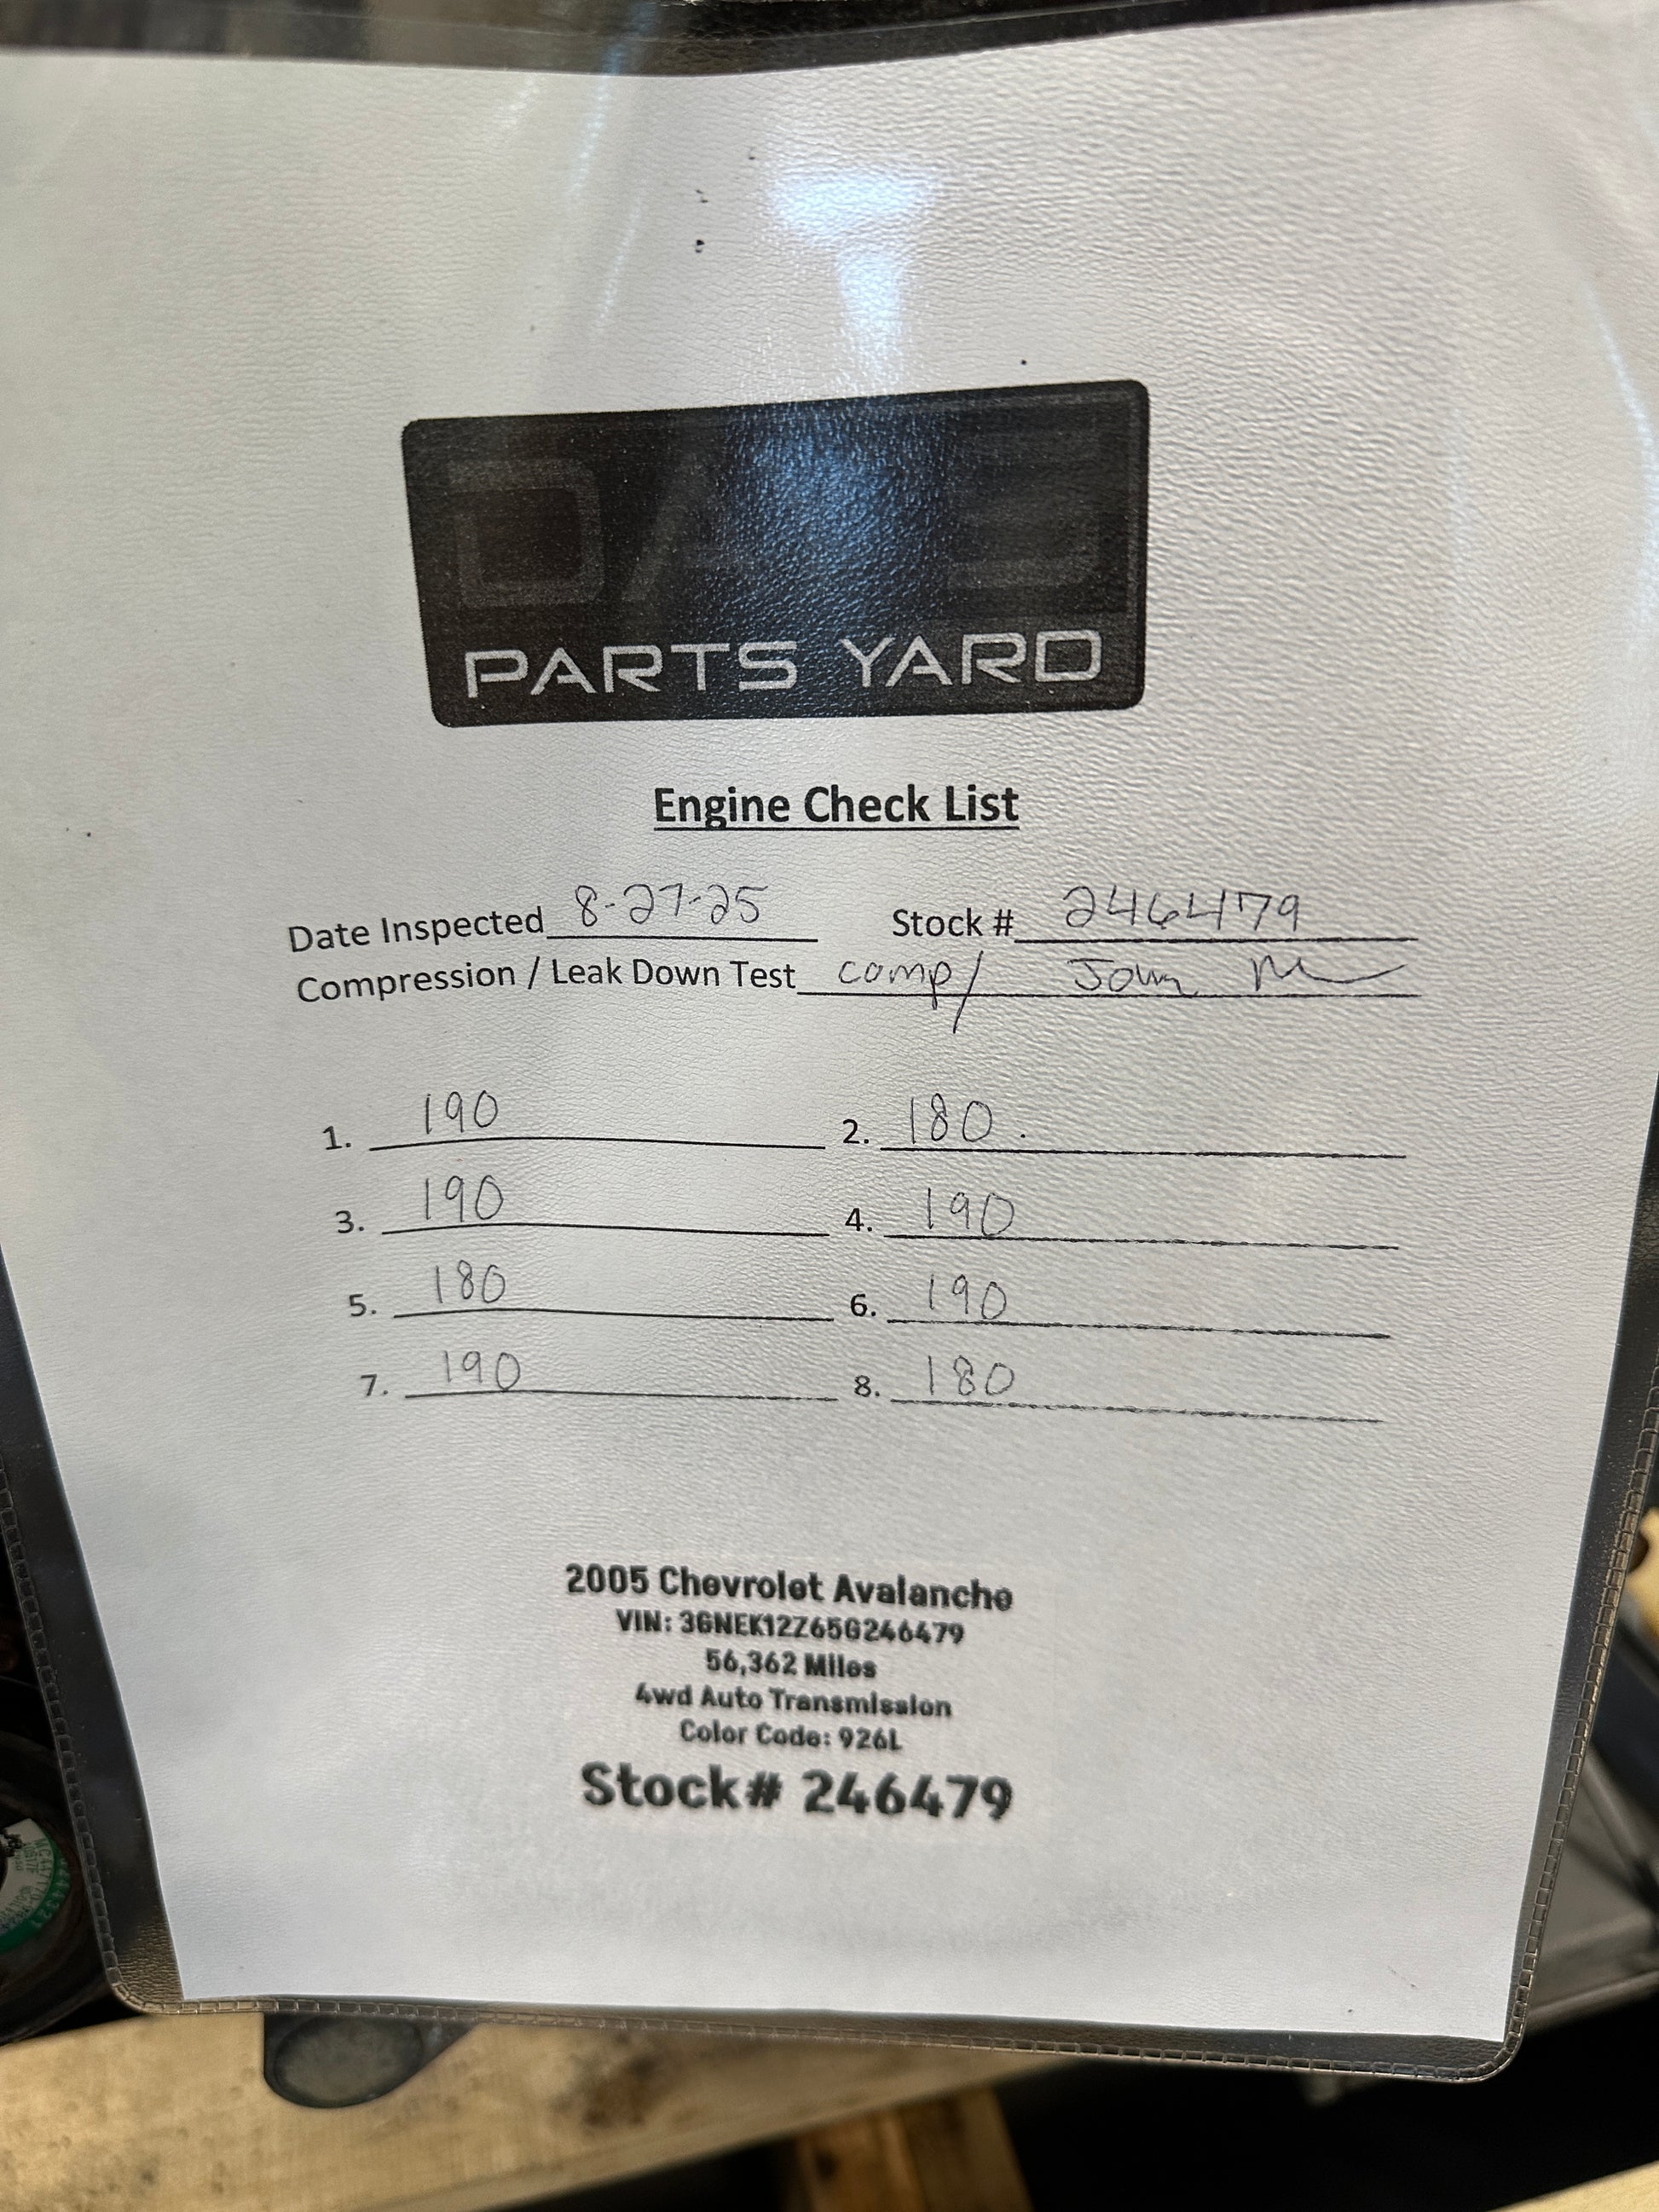 PARTS YARD
Engine Check List
Date Inspected 8-27-25 Stock # 246479
Compression / Leak Down Test comp/ John
1. 190 2. 180
3. 190 4. 190
5. 180 6. 190
7. 190 8. 180
2005 Chevrolet Avalanche
VIN: 3GNEK12Z65G246479
56,362 Miles
4wd Auto Transmission
Color Code: 926L
Stock# 246479